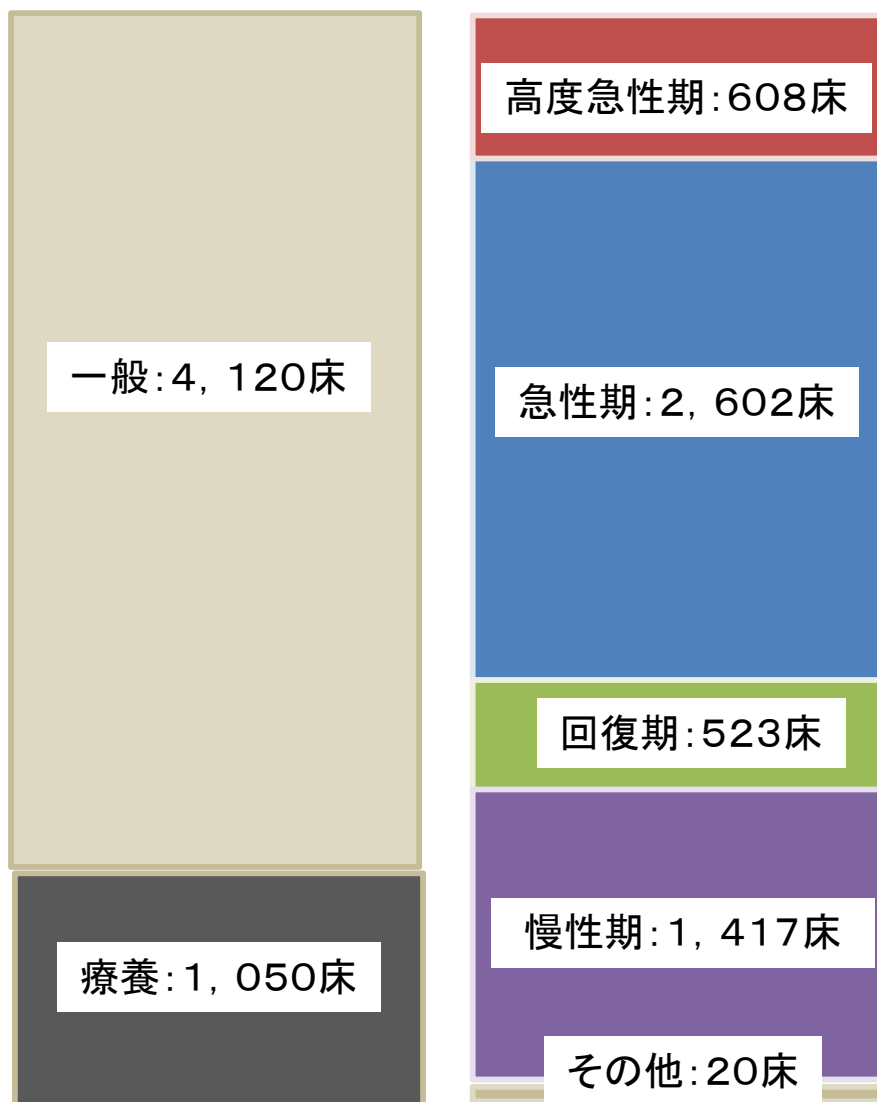 一般:4,120床
療養:1,050床
高度急性期:608床
急性期:2,602床
回復期:523床
慢性期:1,417床
その他:20床